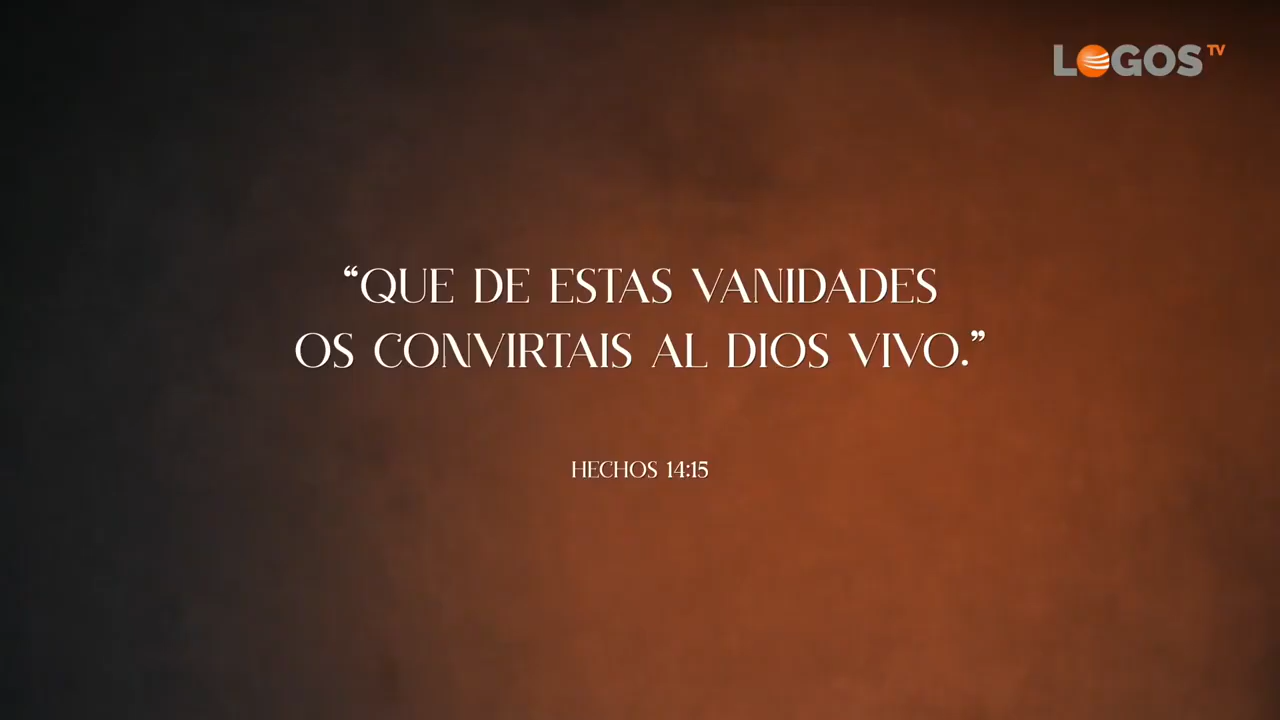 LOGOS TV
“QUE DE ESTAS VANIDADES
OS CONVIRTAIS AL DIOS VIVO.”
HECHOS 14:15